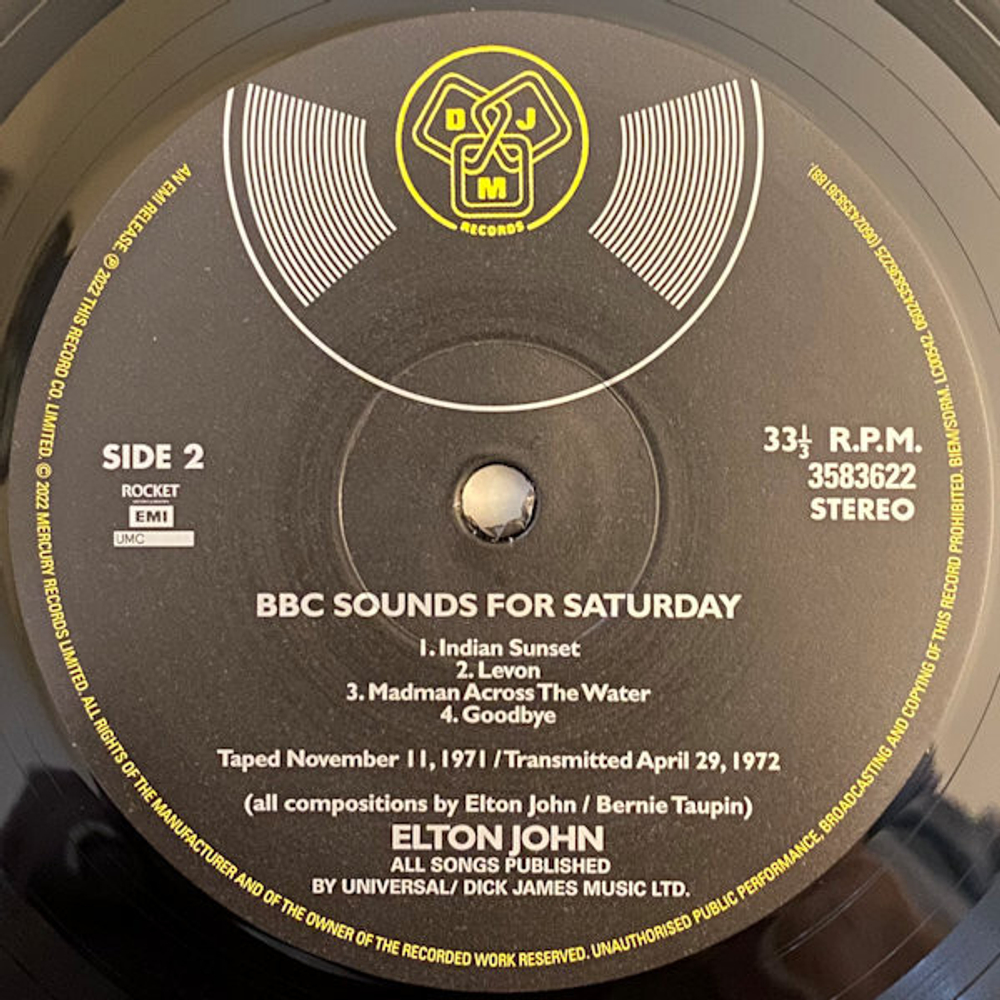 D J
M
RECORDS
SIDE 2
ROCKET
EMI
UMC
33⅓ R.P.M.
3583622
STEREO
BBC SOUNDS FOR SATURDAY
1. Indian Sunset
2. Levon
3. Madman Across The Water
4. Goodbye
Taped November 11, 1971 / Transmitted April 29, 1972
(all compositions by Elton John / Bernie Taupin)
ELTON JOHN
ALL SONGS PUBLISHED
BY UNIVERSAL/ DICK JAMES MUSIC LTD.
AN EMI RELEASE. ℗ 2022 THIS RECORD CO. LIMITED. © 2022 MERCURY RECORDS LIMITED. ALL RIGHTS OF THE MANUFACTURER AND OF THE OWNER OF THE RECORDED WORK RESERVED. UNAUTHORISED PUBLIC PERFORMANCE, BROADCASTING AND COPYING OF THIS RECORD PROHIBITED. BIEM/SDRM. LC00542. 0602435836225 (0602435836188).